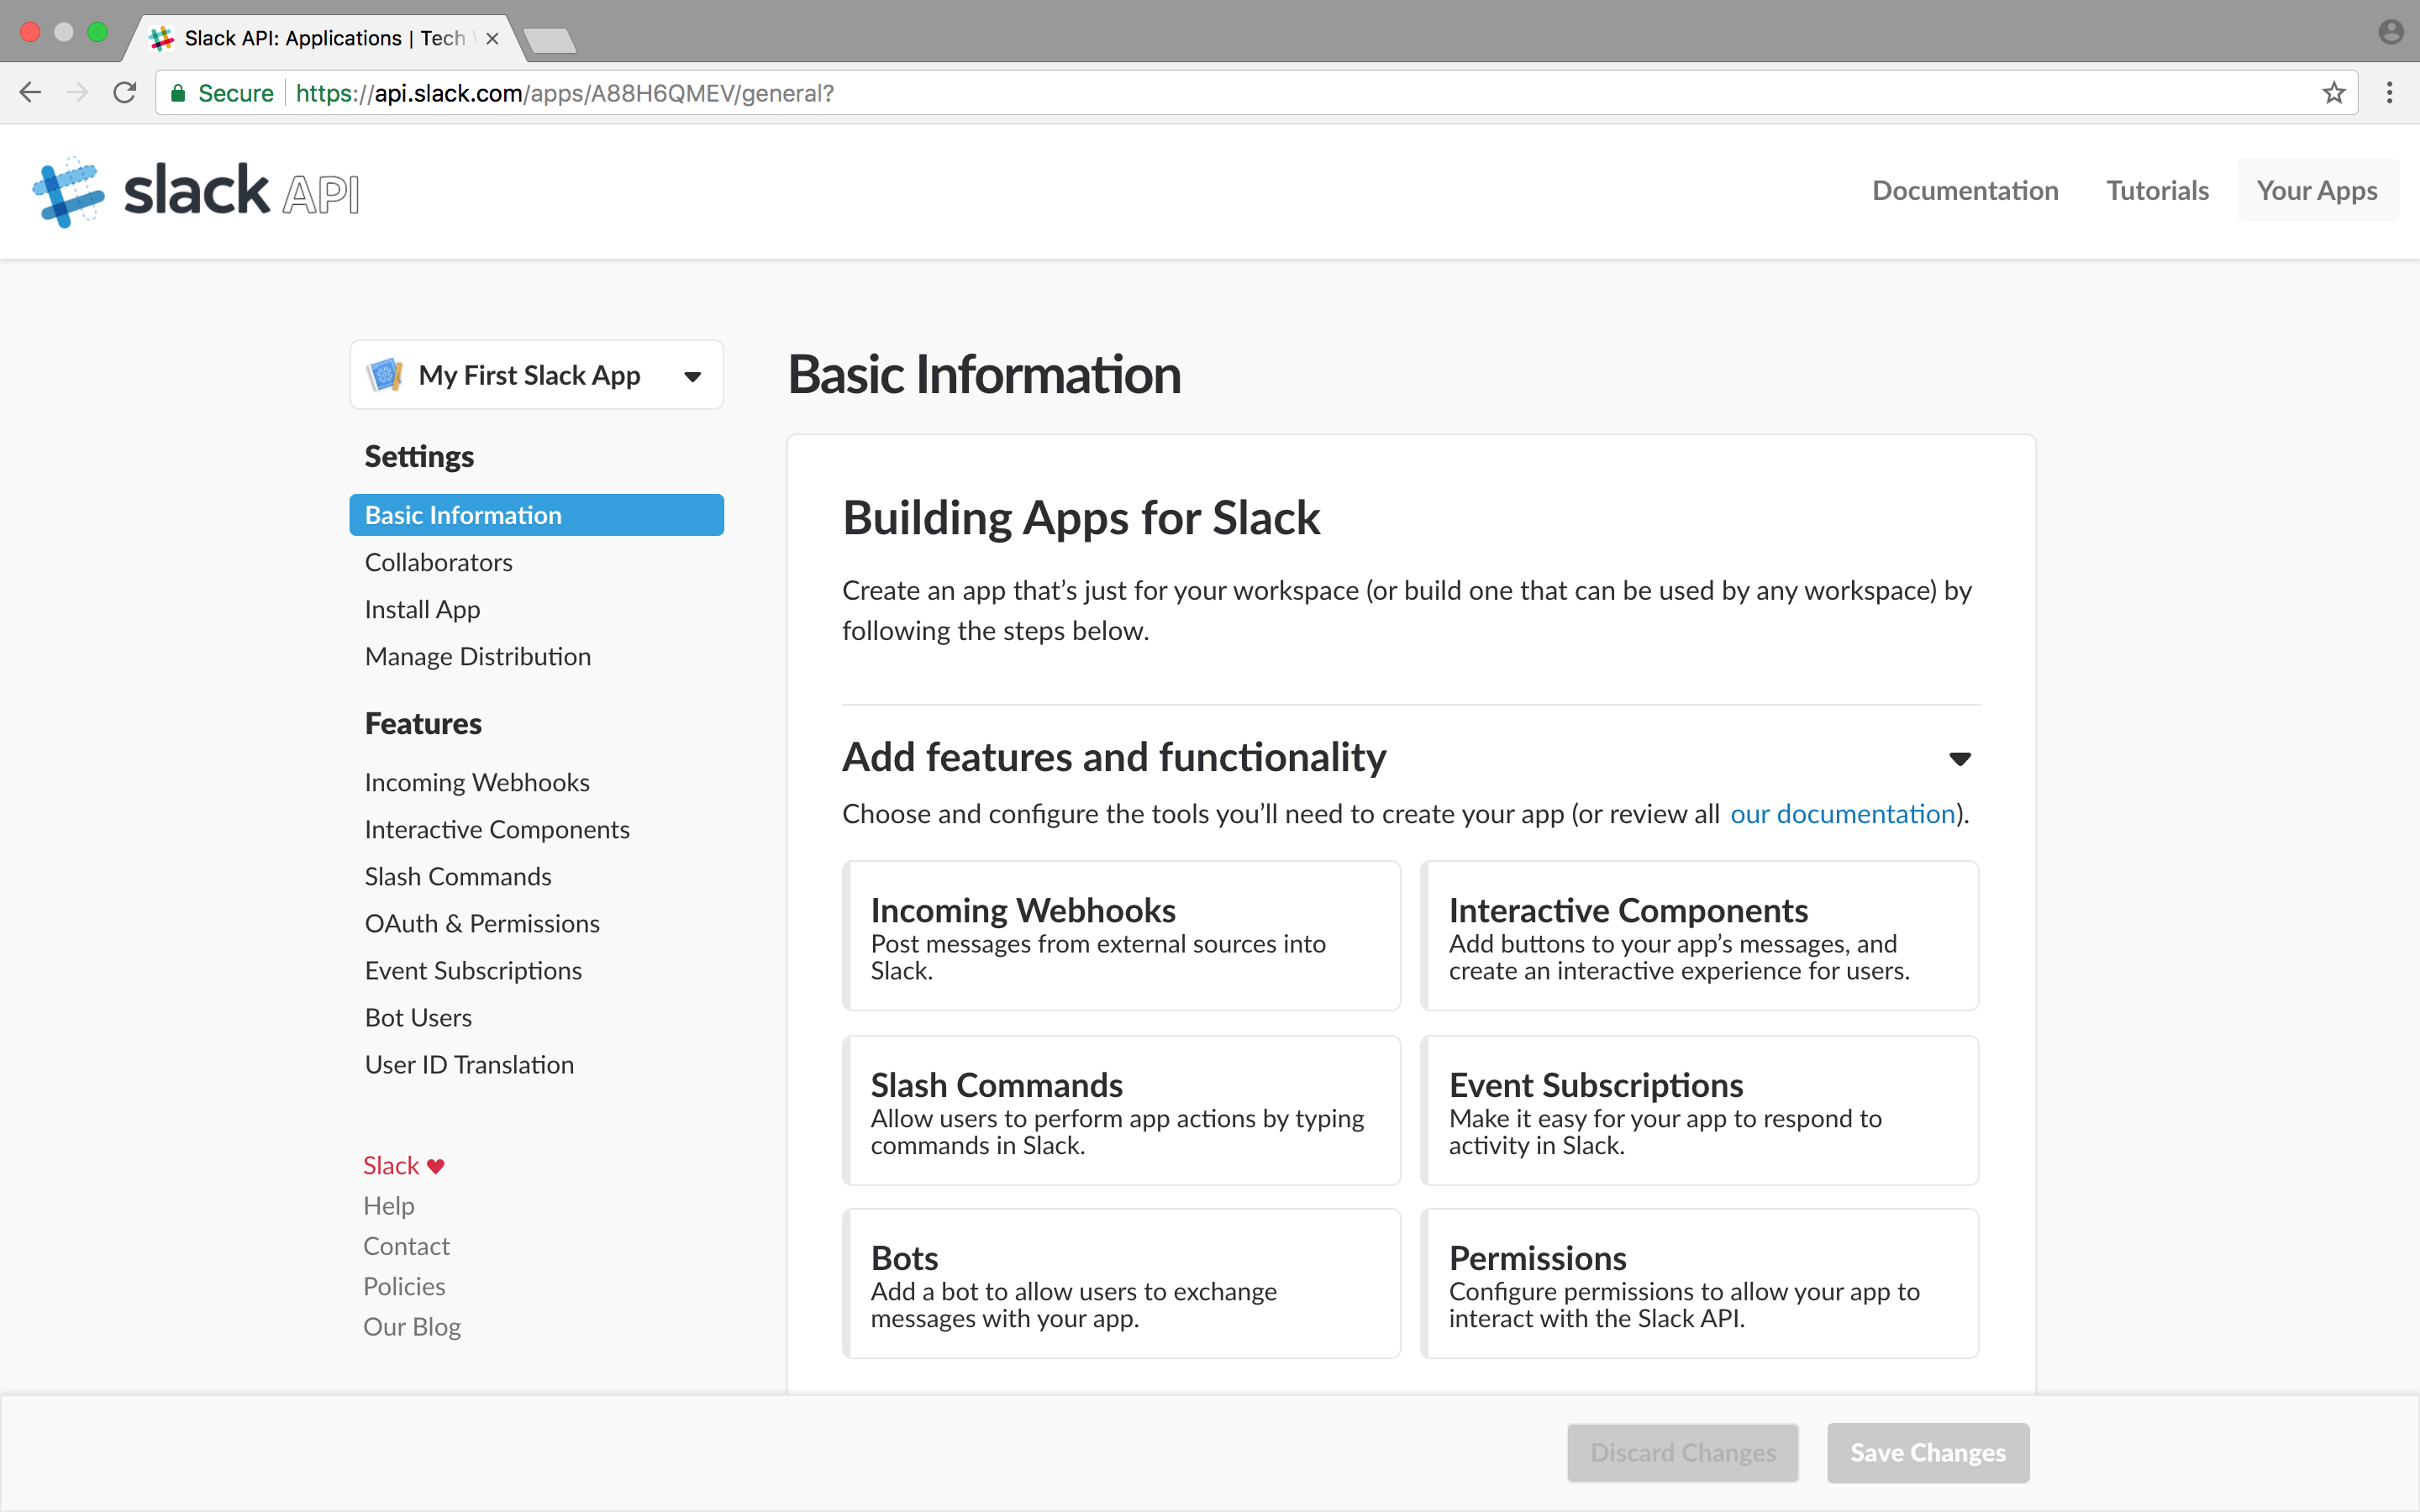 Slack API: Applications | Tech
Secure
https://api.slack.com/apps/A88H6QMEV/general?
slack API
Documentation
Tutorials
Your Apps
My First Slack App
Settings
Basic Information
Collaborators
Install App
Manage Distribution
Features
Incoming Webhooks
Interactive Components
Slash Commands
OAuth & Permissions
Event Subscriptions
Bot Users
User ID Translation
Slack ♥
Help
Contact
Policies
Our Blog
Basic Information
Building Apps for Slack
Create an app that’s just for your workspace (or build one that can be used by any workspace) by
following the steps below.
Add features and functionality
Choose and configure the tools you’ll need to create your app (or review all our documentation).
Incoming Webhooks
Post messages from external sources into
Slack.
Interactive Components
Add buttons to your app’s messages, and
create an interactive experience for users.
Slash Commands
Allow users to perform app actions by typing
commands in Slack.
Event Subscriptions
Make it easy for your app to respond to
activity in Slack.
Bots
Add a bot to allow users to exchange
messages with your app.
Permissions
Configure permissions to allow your app to
interact with the Slack API.
Discard Changes
Save Changes